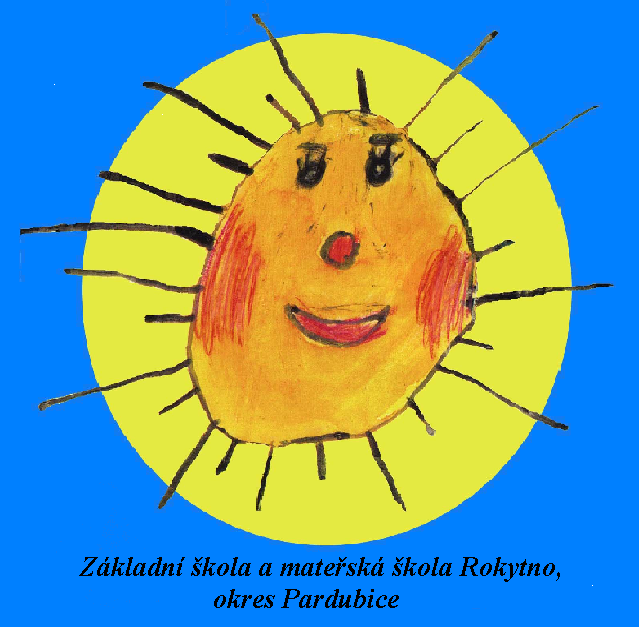 Základní škola a mateřská škola Rokytno,
okres Pardubice